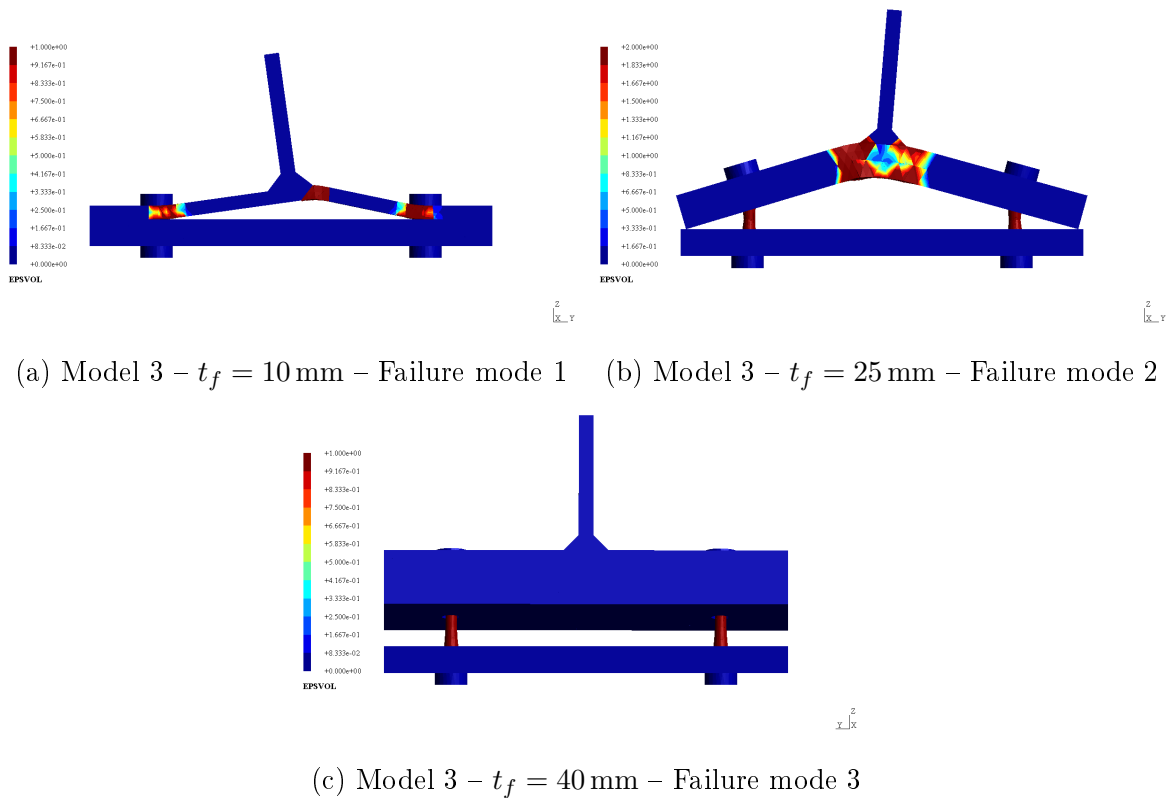 +1.000e+00
+9.167e-01
+8.333e-01
+7.500e-01
+6.667e-01
+5.833e-01
+5.000e-01
+4.167e-01
+3.333e-01
+2.500e-01
+1.667e-01
+8.333e-02
+0.000e+00
EPSVOL
Z
X Y
+2.000e+00
+1.833e+00
+1.667e+00
+1.500e+00
+1.333e+00
+1.167e+00
+1.000e+00
+8.333e-01
+6.667e-01
+5.000e-01
+3.333e-01
+1.667e-01
+0.000e+00
EPSVOL
Z
X Y
(a) Model 3 – t_f = 10 mm – Failure mode 1
(b) Model 3 – t_f = 25 mm – Failure mode 2
+1.000e+00
+9.167e-01
+8.333e-01
+7.500e-01
+6.667e-01
+5.833e-01
+5.000e-01
+4.167e-01
+3.333e-01
+2.500e-01
+1.667e-01
+8.333e-02
+0.000e+00
EPSVOL
Z
Y X
(c) Model 3 – t_f = 40 mm – Failure mode 3